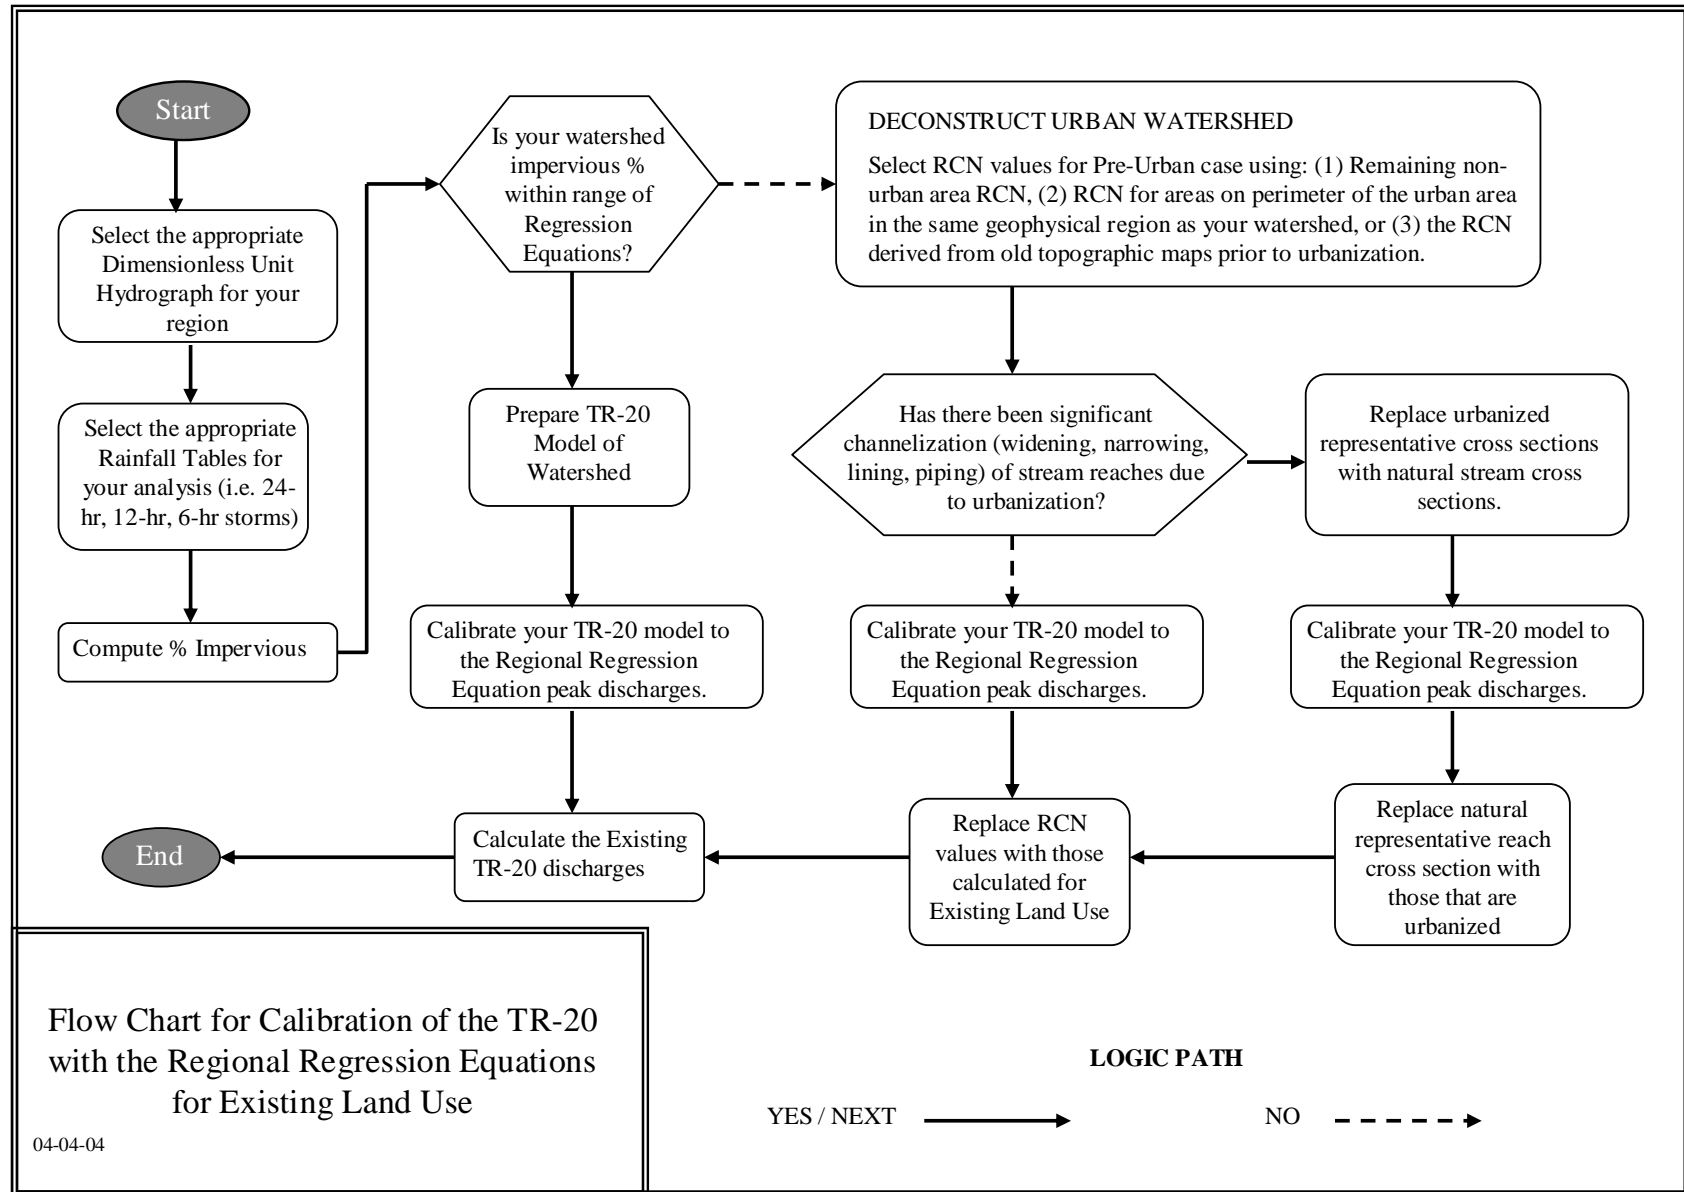 Start
Select the appropriate
Dimensionless Unit
Hydrograph for your
region
Select the appropriate
Rainfall Tables for
your analysis (i.e. 24-
hr, 12-hr, 6-hr storms)
Compute % Impervious
Is your watershed
impervious %
within range of
Regression
Equations?
Prepare TR-20
Model of
Watershed
Calibrate your TR-20 model to
the Regional Regression
Equation peak discharges.
Calculate the Existing
TR-20 discharges
End
DECONSTRUCT URBAN WATERSHED
Select RCN values for Pre-Urban case using: (1) Remaining non-
urban area RCN, (2) RCN for areas on perimeter of the urban area
in the same geophysical region as your watershed, or (3) the RCN
derived from old topographic maps prior to urbanization.
Has there been significant
channelization (widening, narrowing,
lining, piping) of stream reaches due
to urbanization?
Calibrate your TR-20 model to
the Regional Regression
Equation peak discharges.
Replace RCN
values with those
calculated for
Existing Land Use
Replace urbanized
representative cross sections
with natural stream cross
sections.
Calibrate your TR-20 model to
the Regional Regression
Equation peak discharges.
Replace natural
representative reach
cross section with
those that are
urbanized
Flow Chart for Calibration of the TR-20
with the Regional Regression Equations
for Existing Land Use
04-04-04
LOGIC PATH
YES / NEXT
NO